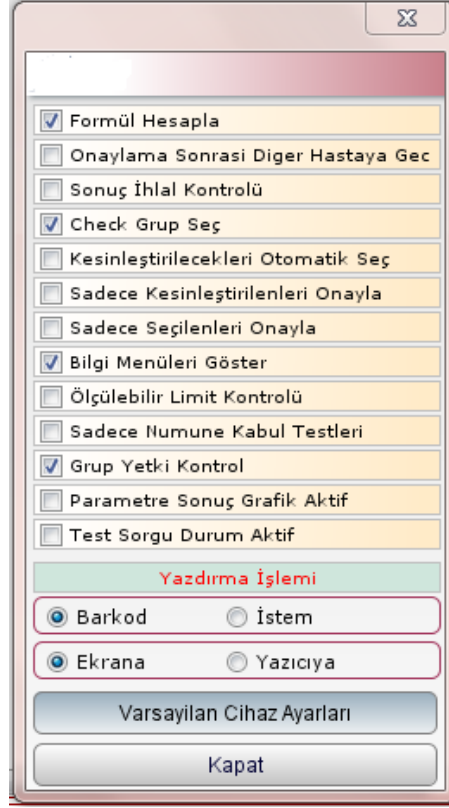 Formül Hesapla
Onaylama Sonrasi Diger Hastaya Gec
Sonuç İhlal Kontrolü
Check Grup Seç
Kesinleştirilecekleri Otomatik Seç
Sadece Kesinleştirilenleri Onayla
Sadece Seçilenleri Onayla
Bilgi Menüleri Göster
Ölçülebilir Limit Kontrolü
Sadece Numune Kabul Testleri
Grup Yetki Kontrol
Parametre Sonuç Grafik Aktif
Test Sorgu Durum Aktif
Yazdırma İşlemi
Barkod İstem
Ekrana Yazıcıya
Varsayilan Cihaz Ayarları
Kapat